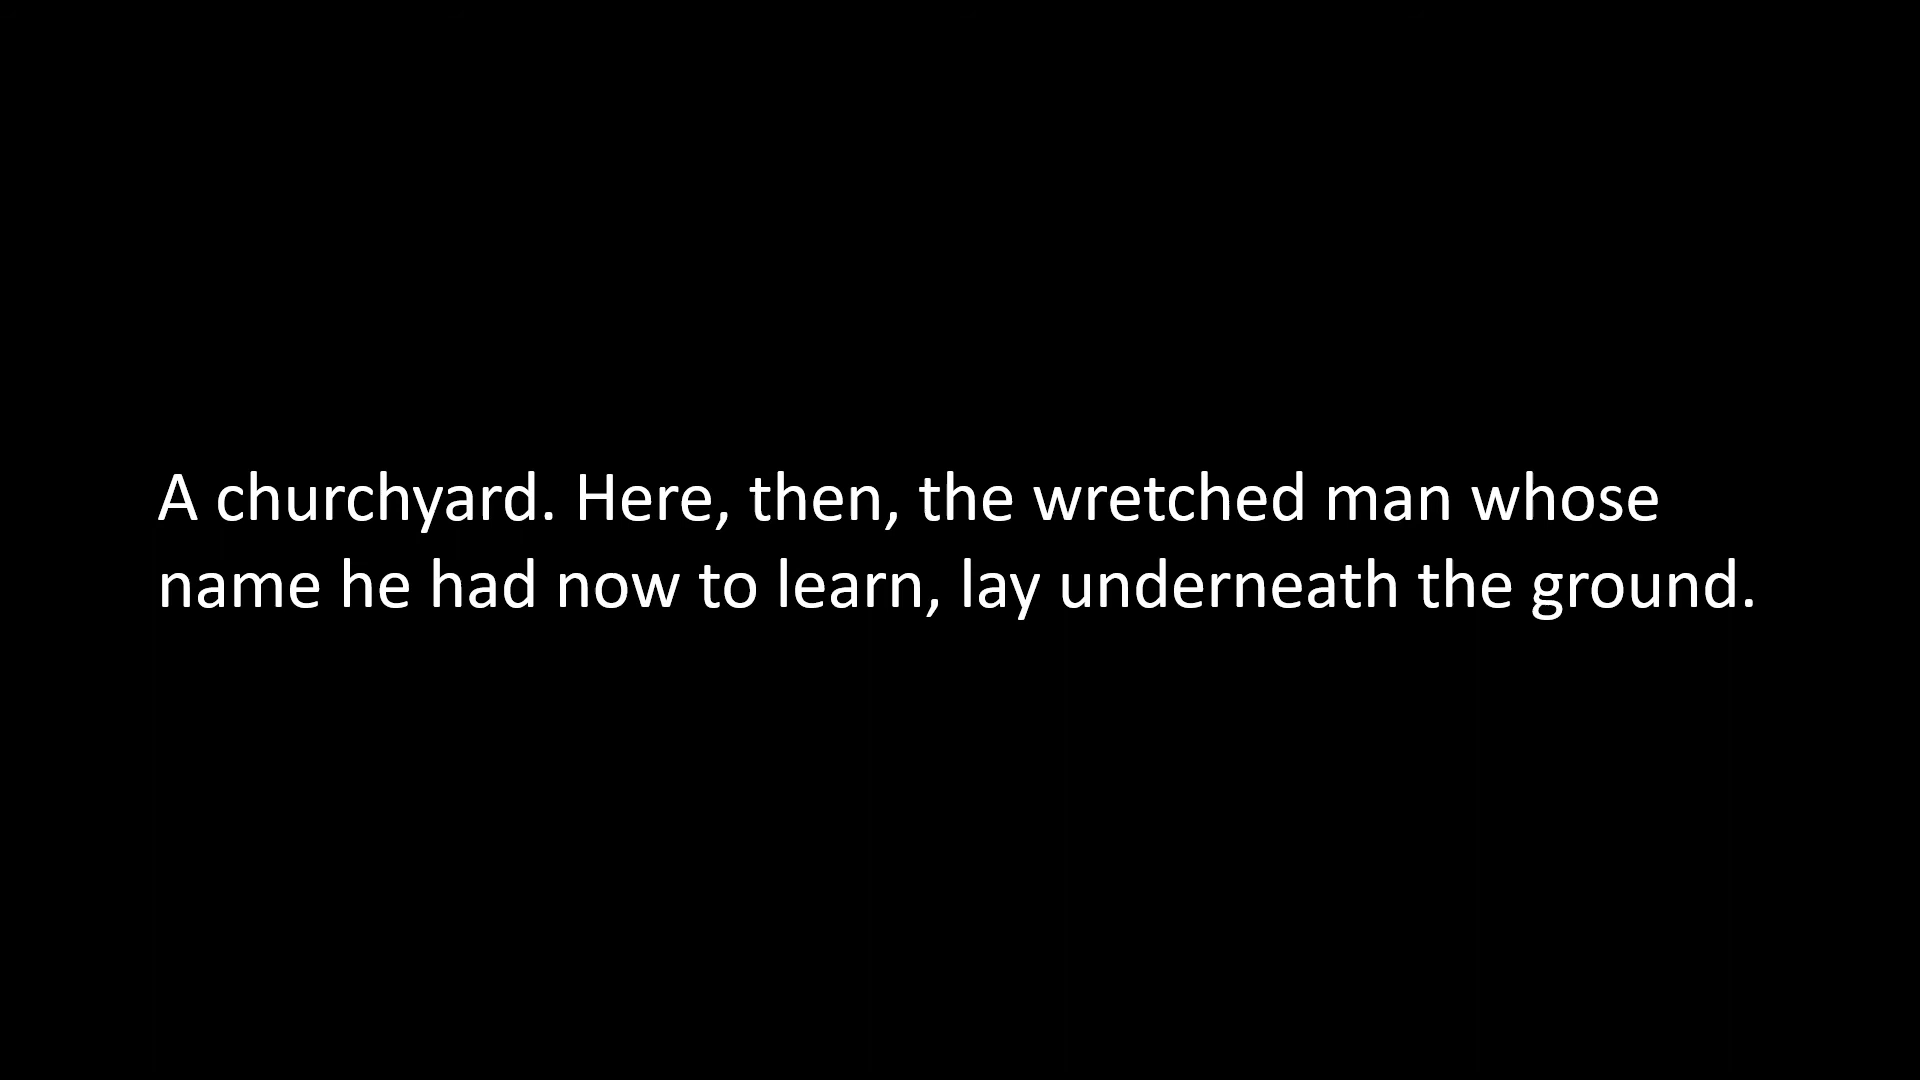 A churchyard. Here, then, the wretched man whose
name he had now to learn, lay underneath the ground.